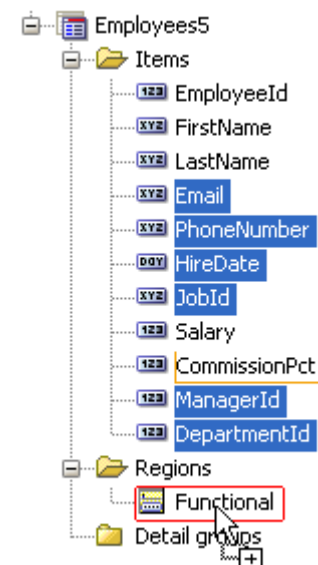 Employees5
Items
123 EmployeeId
XYZ FirstName
XYZ LastName
XYZ Email
XYZ PhoneNumber
DAY HireDate
XYZ JobId
123 Salary
123 CommissionPct
123 ManagerId
123 DepartmentId
Regions
Functional
Detail groups